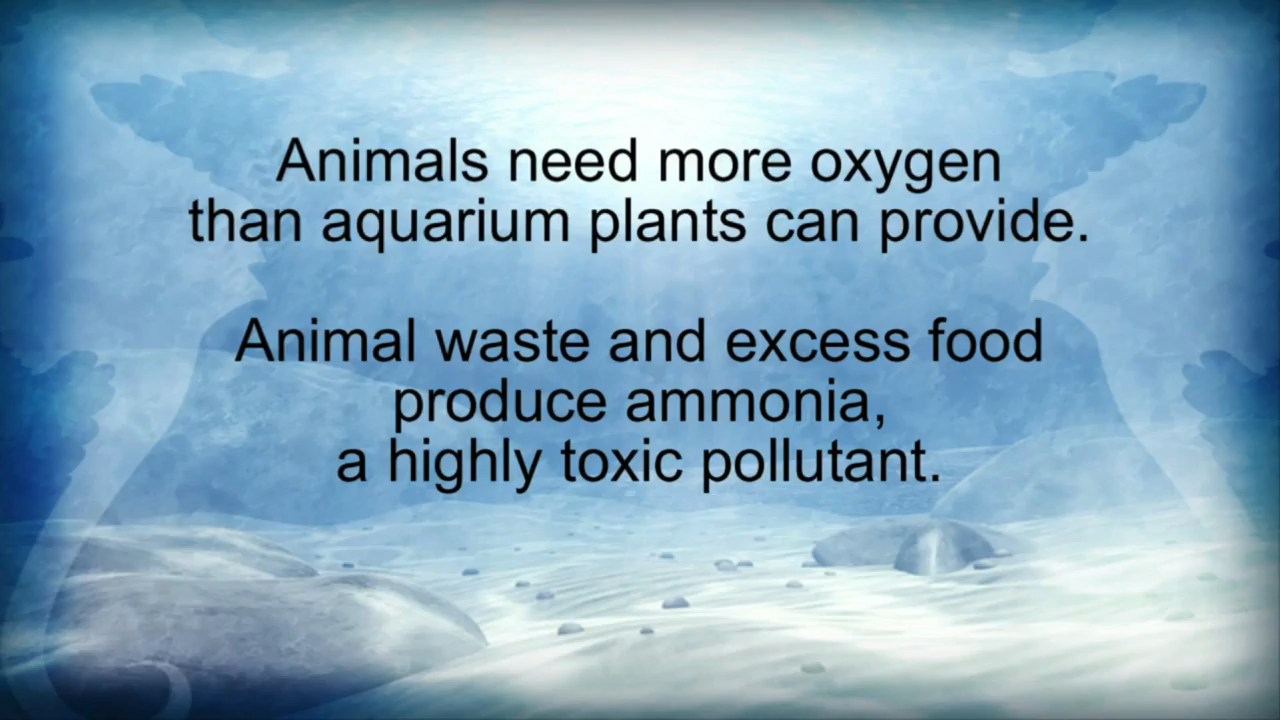 Animals need more oxygen
than aquarium plants can provide.
Animal waste and excess food
produce ammonia,
a highly toxic pollutant.